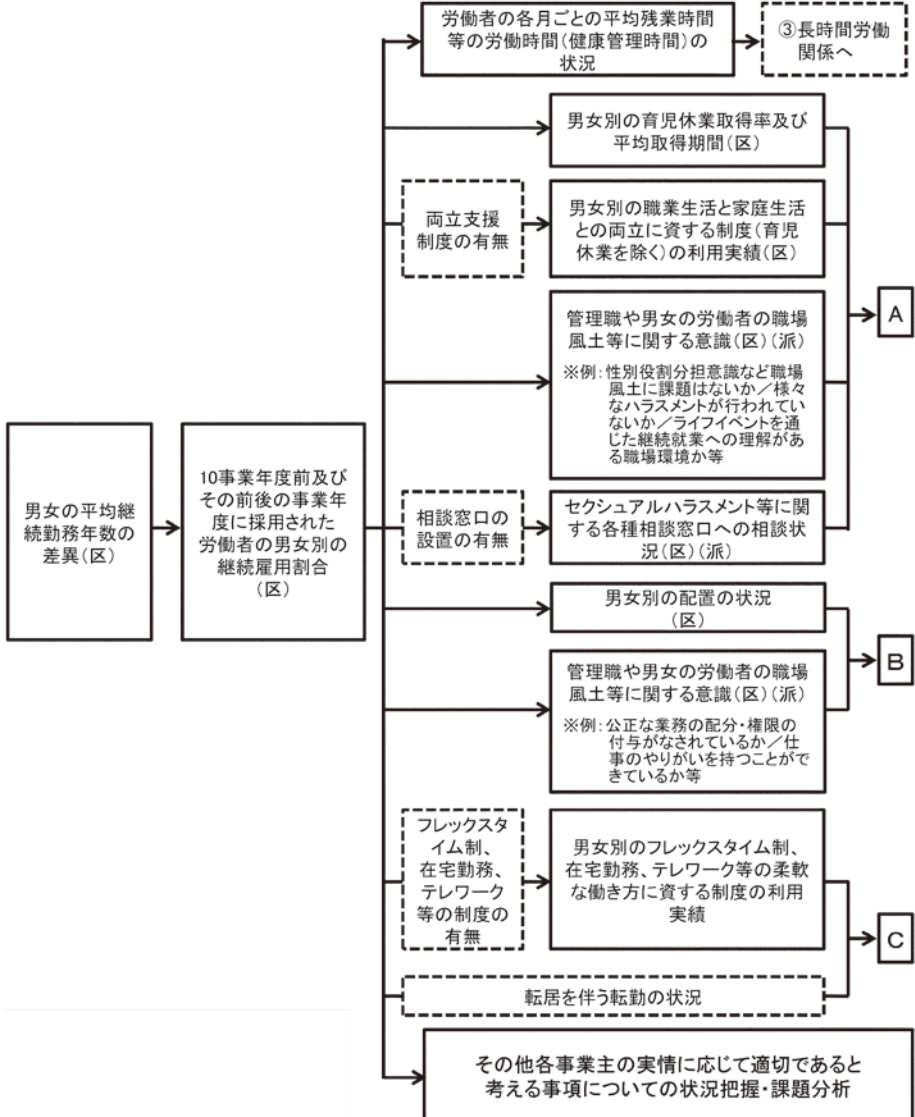 労働者の各月ごとの平均残業時間
等の労働時間(健康管理時間)の
状況
③長時間労働
関係へ
男女別の育児休業取得率及び
平均取得期間(区)
両立支援
制度の有無
男女別の職業生活と家庭生活
との両立に資する制度(育児
休業を除く)の利用実績(区)
A
管理職や男女の労働者の職場
風土等に関する意識(区)(派)
※例:性別役割分担意識など職場
風土に課題はないか/様々
なハラスメントが行われてい
ないか/ライフイベントを通
じた継続就業への理解があ
る職場環境か等
男女の平均継
続勤務年数の
差異(区)
10事業年度前及び
その前後の事業年
度に採用された
労働者の男女別の
継続雇用割合
(区)
相談窓口の
設置の有無
セクシュアルハラスメント等に関
する各種相談窓口への相談状
況(区)(派)
男女別の配置の状況
(区)
B
管理職や男女の労働者の職場
風土等に関する意識(区)(派)
※例:公正な業務の配分・権限の
付与がなされているか/仕
事のやりがいを持つことがで
きているか等
フレックスタ
イム制、
在宅勤務、
テレワーク
等の制度の
有無
男女別のフレックスタイム制、
在宅勤務、テレワーク等の柔軟
な働き方に資する制度の利用
実績
C
転居を伴う転勤の状況
その他各事業主の実情に応じて適切であると
考える事項についての状況把握・課題分析